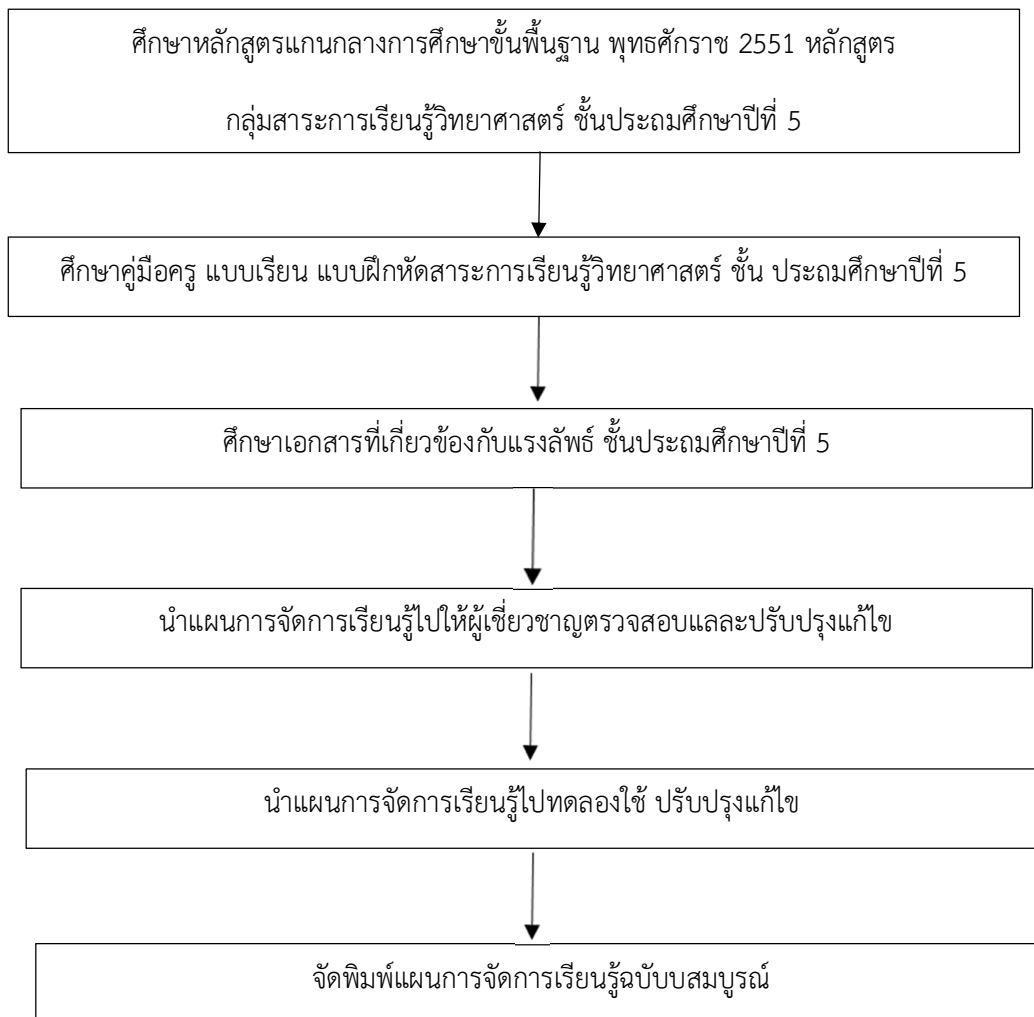 ศึกษาหลักสูตรแกนกลางการศึกษาขั้นพื้นฐาน พุทธศักราช 2551 หลักสูตร
กลุ่มสาระการเรียนรู้วิทยาศาสตร์ ชั้นประถมศึกษาปีที่ 5
ศึกษาคู่มือครู แบบเรียน แบบฝึกหัดสาระการเรียนรู้วิทยาศาสตร์ ชั้น ประถมศึกษาปีที่ 5
ศึกษาเอกสารที่เกี่ยวข้องกับแรงลัพธ์ ชั้นประถมศึกษาปีที่ 5
นำแผนการจัดการเรียนรู้ไปให้ผู้เชี่ยวชาญตรวจสอบแลละปรับปรุงแก้ไข
นำแผนการจัดการเรียนรู้ไปทดลองใช้ ปรับปรุงแก้ไข
จัดพิมพ์แผนการจัดการเรียนรู้ฉบับบสมบูรณ์